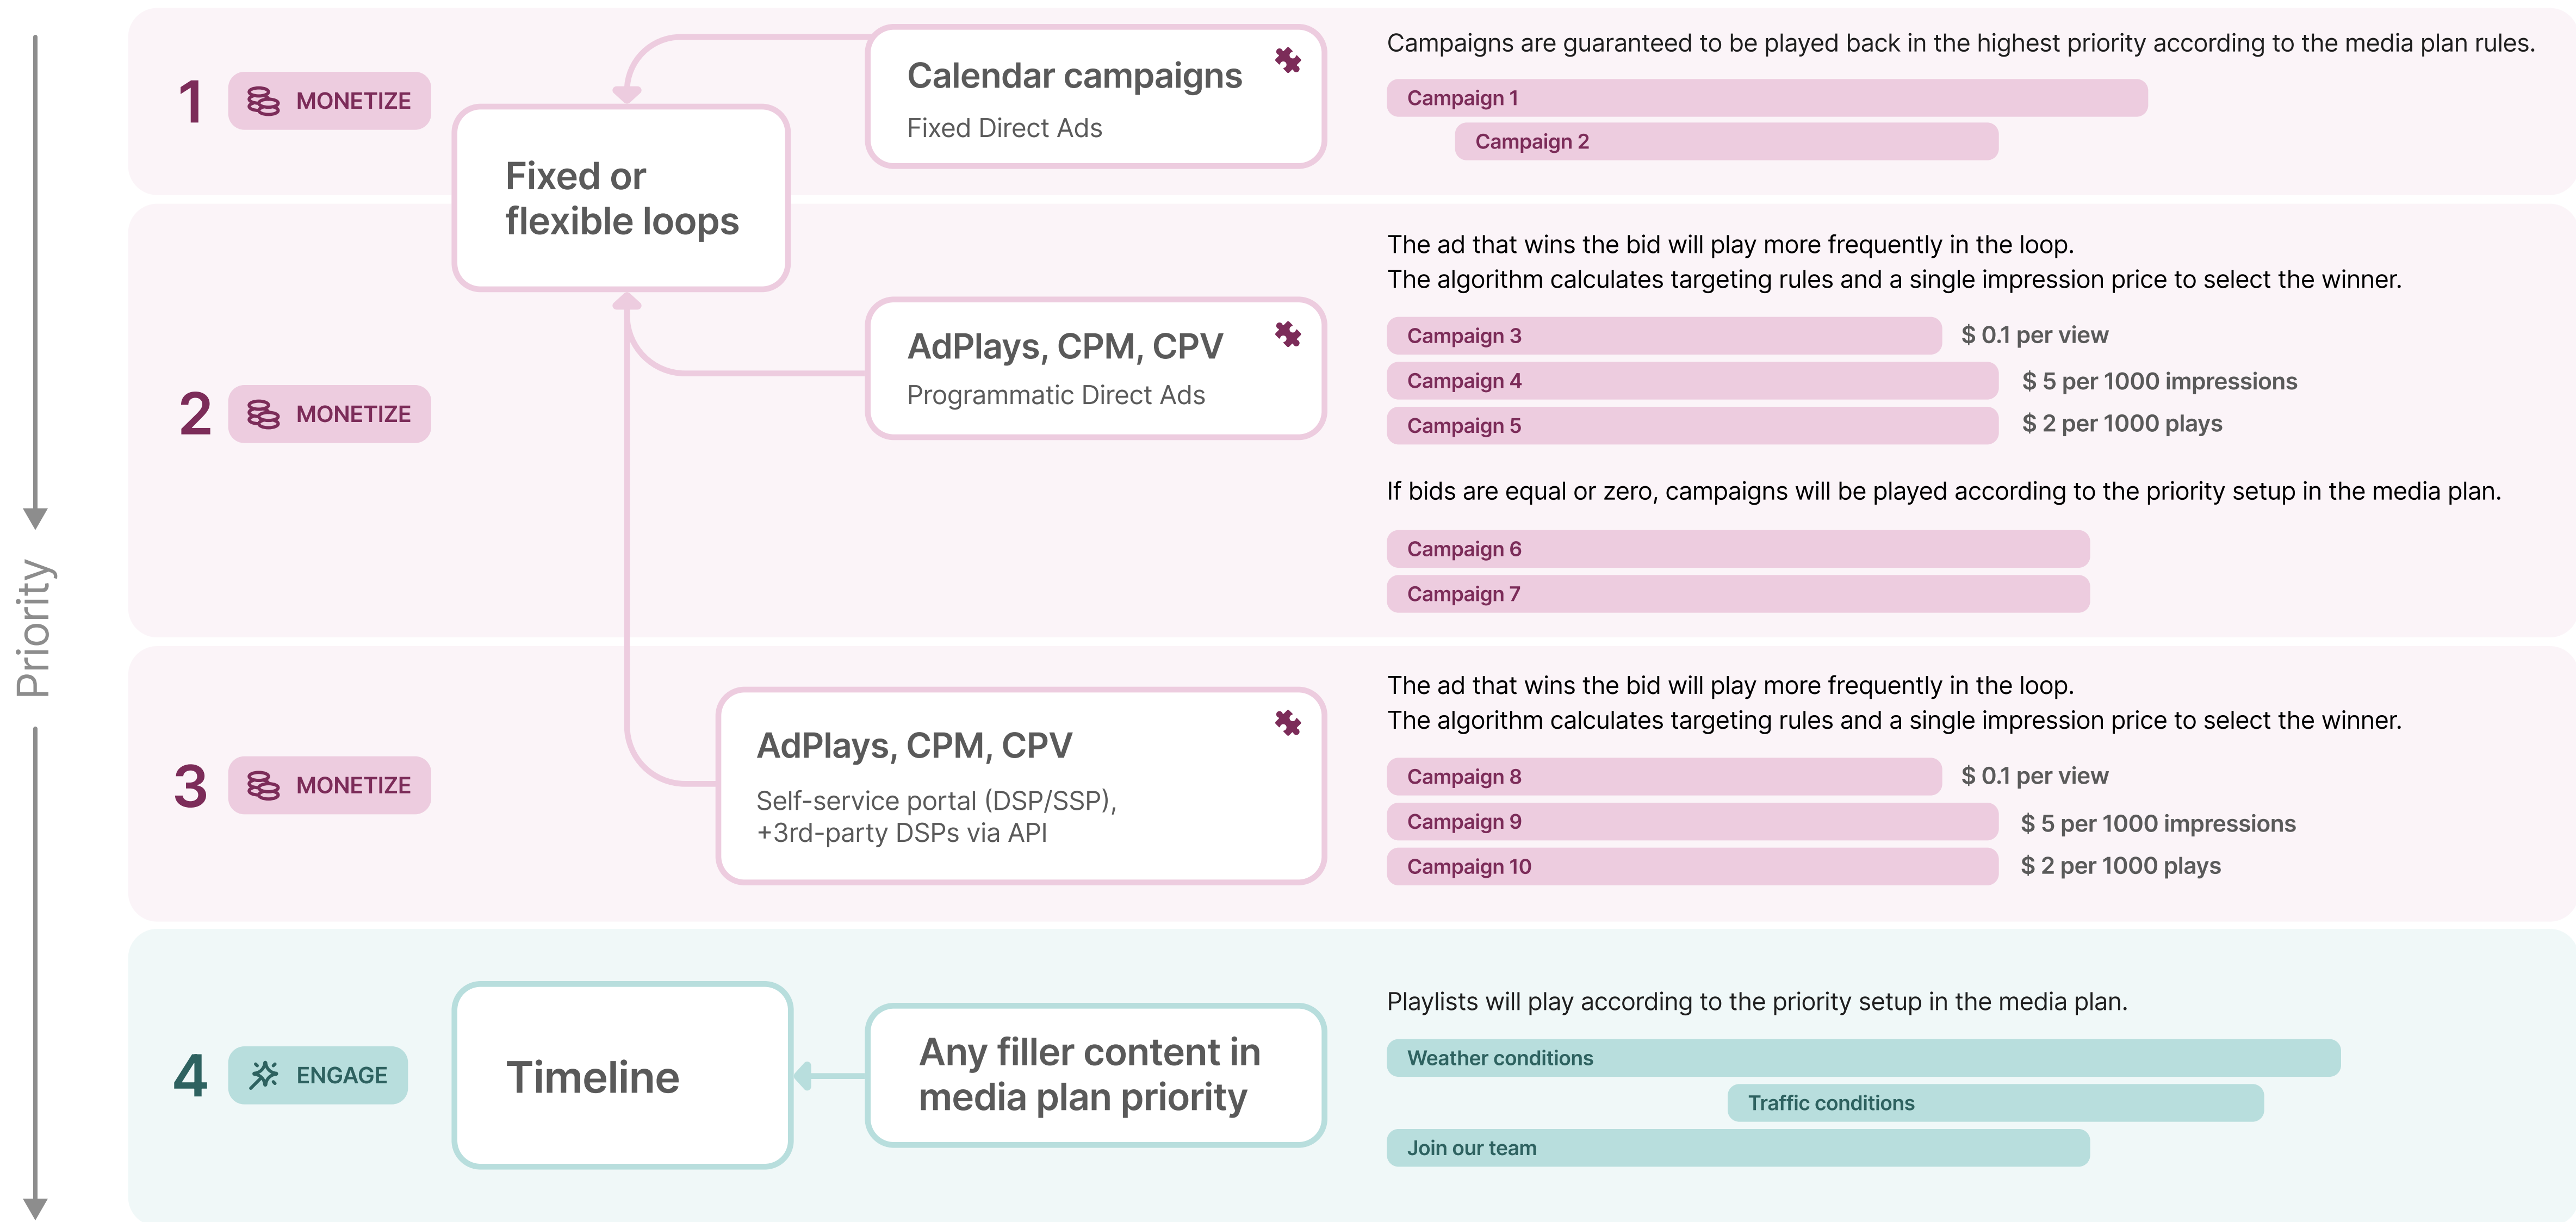 Priority
1
MONETIZE
Fixed or
flexible loops
Calendar campaigns
Fixed Direct Ads
Campaigns are guaranteed to be played back in the highest priority according to the media plan rules.
Campaign 1
Campaign 2
2
MONETIZE
AdPlays, CPM, CPV
Programmatic Direct Ads
The ad that wins the bid will play more frequently in the loop.
The algorithm calculates targeting rules and a single impression price to select the winner.
Campaign 3
$ 0.1 per view
Campaign 4
$ 5 per 1000 impressions
Campaign 5
$ 2 per 1000 plays
If bids are equal or zero, campaigns will be played according to the priority setup in the media plan.
Campaign 6
Campaign 7
3
MONETIZE
AdPlays, CPM, CPV
Self-service portal (DSP/SSP),
+3rd-party DSPs via API
The ad that wins the bid will play more frequently in the loop.
The algorithm calculates targeting rules and a single impression price to select the winner.
Campaign 8
$ 0.1 per view
Campaign 9
$ 5 per 1000 impressions
Campaign 10
$ 2 per 1000 plays
4
ENGAGE
Timeline
Any filler content in
media plan priority
Playlists will play according to the priority setup in the media plan.
Weather conditions
Traffic conditions
Join our team